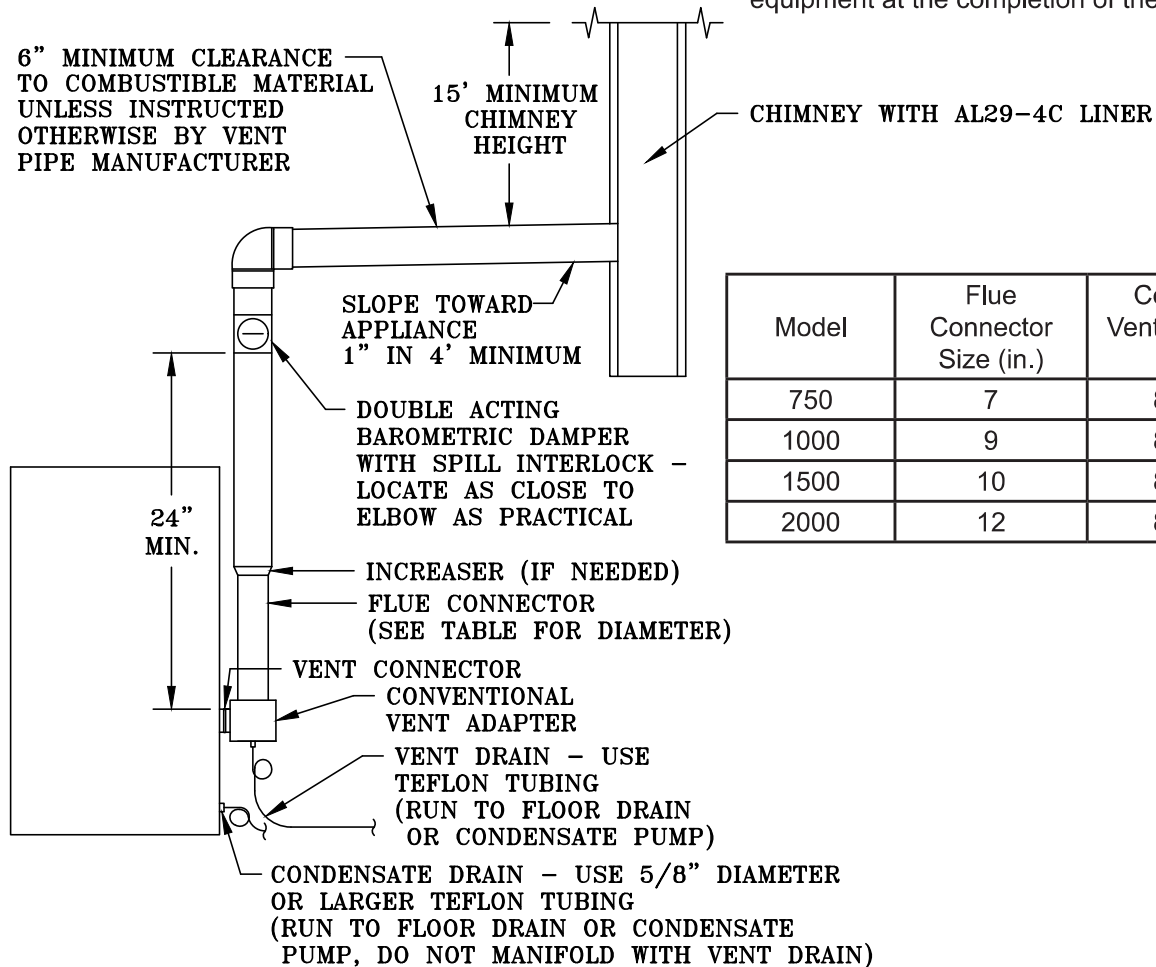 equipment at the completion of the
6” MINIMUM CLEARANCE
TO COMBUSTIBLE MATERIAL
UNLESS INSTRUCTED
OTHERWISE BY VENT
PIPE MANUFACTURER
15’ MINIMUM
CHIMNEY
HEIGHT
CHIMNEY WITH AL29-4C LINER
SLOPE TOWARD
APPLIANCE
1” IN 4’ MINIMUM
Model
Flue
Connector
Size (in.)
750 7
1000 9
1500 10
2000 12
DOUBLE ACTING
BAROMETRIC DAMPER
WITH SPILL INTERLOCK -
LOCATE AS CLOSE TO
ELBOW AS PRACTICAL
24”
MIN.
INCREASER (IF NEEDED)
FLUE CONNECTOR
(SEE TABLE FOR DIAMETER)
VENT CONNECTOR
CONVENTIONAL
VENT ADAPTER
VENT DRAIN - USE
TEFLON TUBING
(RUN TO FLOOR DRAIN
OR CONDENSATE PUMP)
CONDENSATE DRAIN - USE 5/8” DIAMETER
OR LARGER TEFLON TUBING
(RUN TO FLOOR DRAIN OR CONDENSATE
PUMP, DO NOT MANIFOLD WITH VENT DRAIN)